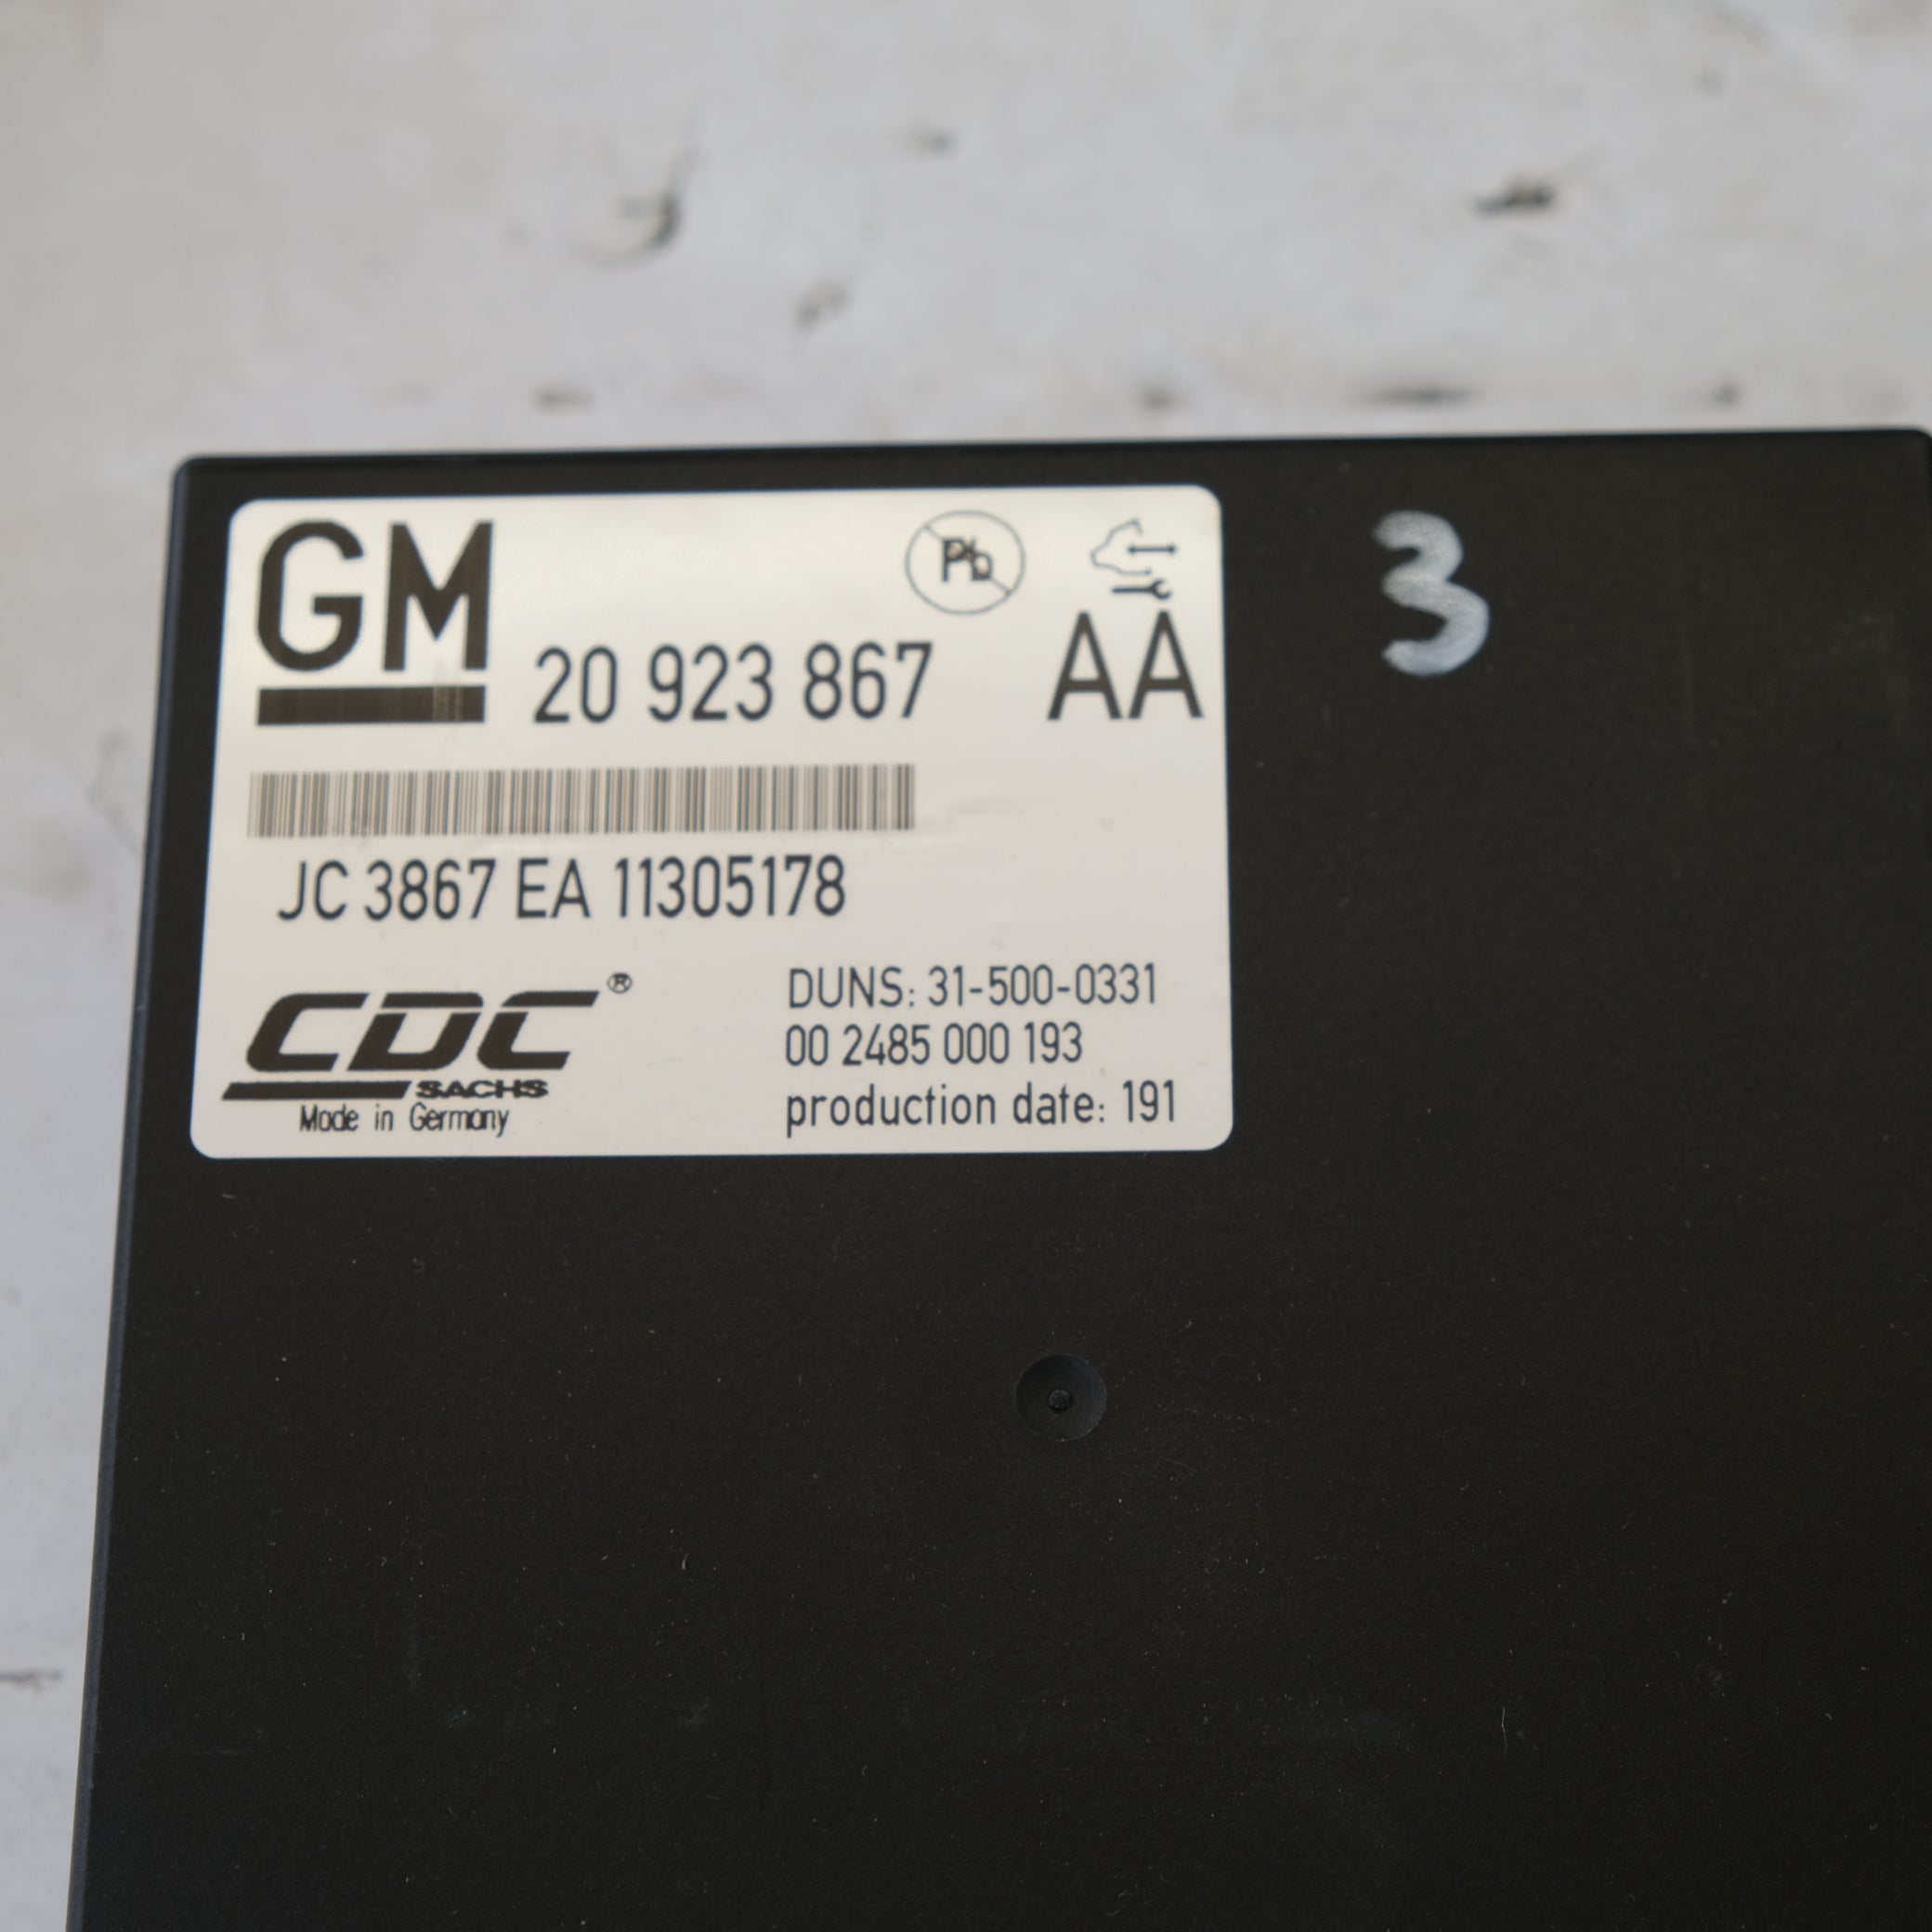 GM
Pb
20 923 867
AA
3
JC 3867 EA 11305178
CDC®
SACHS
Made in Germany
DUNS: 31-500-0331
00 2485 000 193
production date: 191